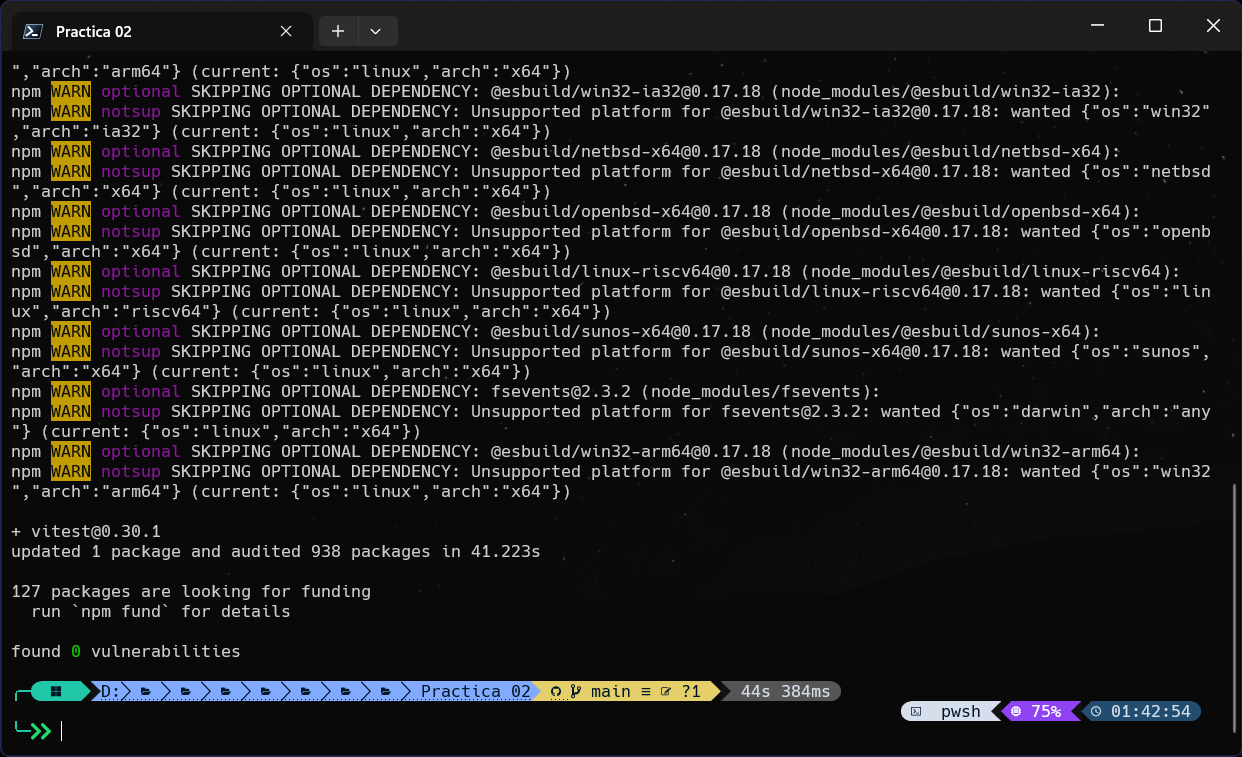 Practica 02
","arch":"arm64"} (current: {"os":"linux","arch":"x64"})
npm WARN optional SKIPPING OPTIONAL DEPENDENCY: @esbuild/win32-ia32@0.17.18 (node_modules/@esbuild/win32-ia32):
npm WARN notsup SKIPPING OPTIONAL DEPENDENCY: Unsupported platform for @esbuild/win32-ia32@0.17.18: wanted {"os":"win32"
,"arch":"ia32"} (current: {"os":"linux","arch":"x64"})
npm WARN optional SKIPPING OPTIONAL DEPENDENCY: @esbuild/netbsd-x64@0.17.18 (node_modules/@esbuild/netbsd-x64):
npm WARN notsup SKIPPING OPTIONAL DEPENDENCY: Unsupported platform for @esbuild/netbsd-x64@0.17.18: wanted {"os":"netbsd
","arch":"x64"} (current: {"os":"linux","arch":"x64"})
npm WARN optional SKIPPING OPTIONAL DEPENDENCY: @esbuild/openbsd-x64@0.17.18 (node_modules/@esbuild/openbsd-x64):
npm WARN notsup SKIPPING OPTIONAL DEPENDENCY: Unsupported platform for @esbuild/openbsd-x64@0.17.18: wanted {"os":"openb
sd","arch":"x64"} (current: {"os":"linux","arch":"x64"})
npm WARN optional SKIPPING OPTIONAL DEPENDENCY: @esbuild/linux-riscv64@0.17.18 (node_modules/@esbuild/linux-riscv64):
npm WARN notsup SKIPPING OPTIONAL DEPENDENCY: Unsupported platform for @esbuild/linux-riscv64@0.17.18: wanted {"os":"lin
ux","arch":"riscv64"} (current: {"os":"linux","arch":"x64"})
npm WARN optional SKIPPING OPTIONAL DEPENDENCY: @esbuild/sunos-x64@0.17.18 (node_modules/@esbuild/sunos-x64):
npm WARN notsup SKIPPING OPTIONAL DEPENDENCY: Unsupported platform for @esbuild/sunos-x64@0.17.18: wanted {"os":"sunos",
"arch":"x64"} (current: {"os":"linux","arch":"x64"})
npm WARN optional SKIPPING OPTIONAL DEPENDENCY: fsevents@2.3.2 (node_modules/fsevents):
npm WARN notsup SKIPPING OPTIONAL DEPENDENCY: Unsupported platform for fsevents@2.3.2: wanted {"os":"darwin","arch":"any
"} (current: {"os":"linux","arch":"x64"})
npm WARN optional SKIPPING OPTIONAL DEPENDENCY: @esbuild/win32-arm64@0.17.18 (node_modules/@esbuild/win32-arm64):
npm WARN notsup SKIPPING OPTIONAL DEPENDENCY: Unsupported platform for @esbuild/win32-arm64@0.17.18: wanted {"os":"win32
","arch":"arm64"} (current: {"os":"linux","arch":"x64"})
+ vitest@0.30.1
updated 1 package and audited 938 packages in 41.223s
127 packages are looking for funding
run `npm fund` for details
found 0 vulnerabilities
D: Practica 02 main ≡ ?1 44s 384ms
pwsh 75% 01:42:54